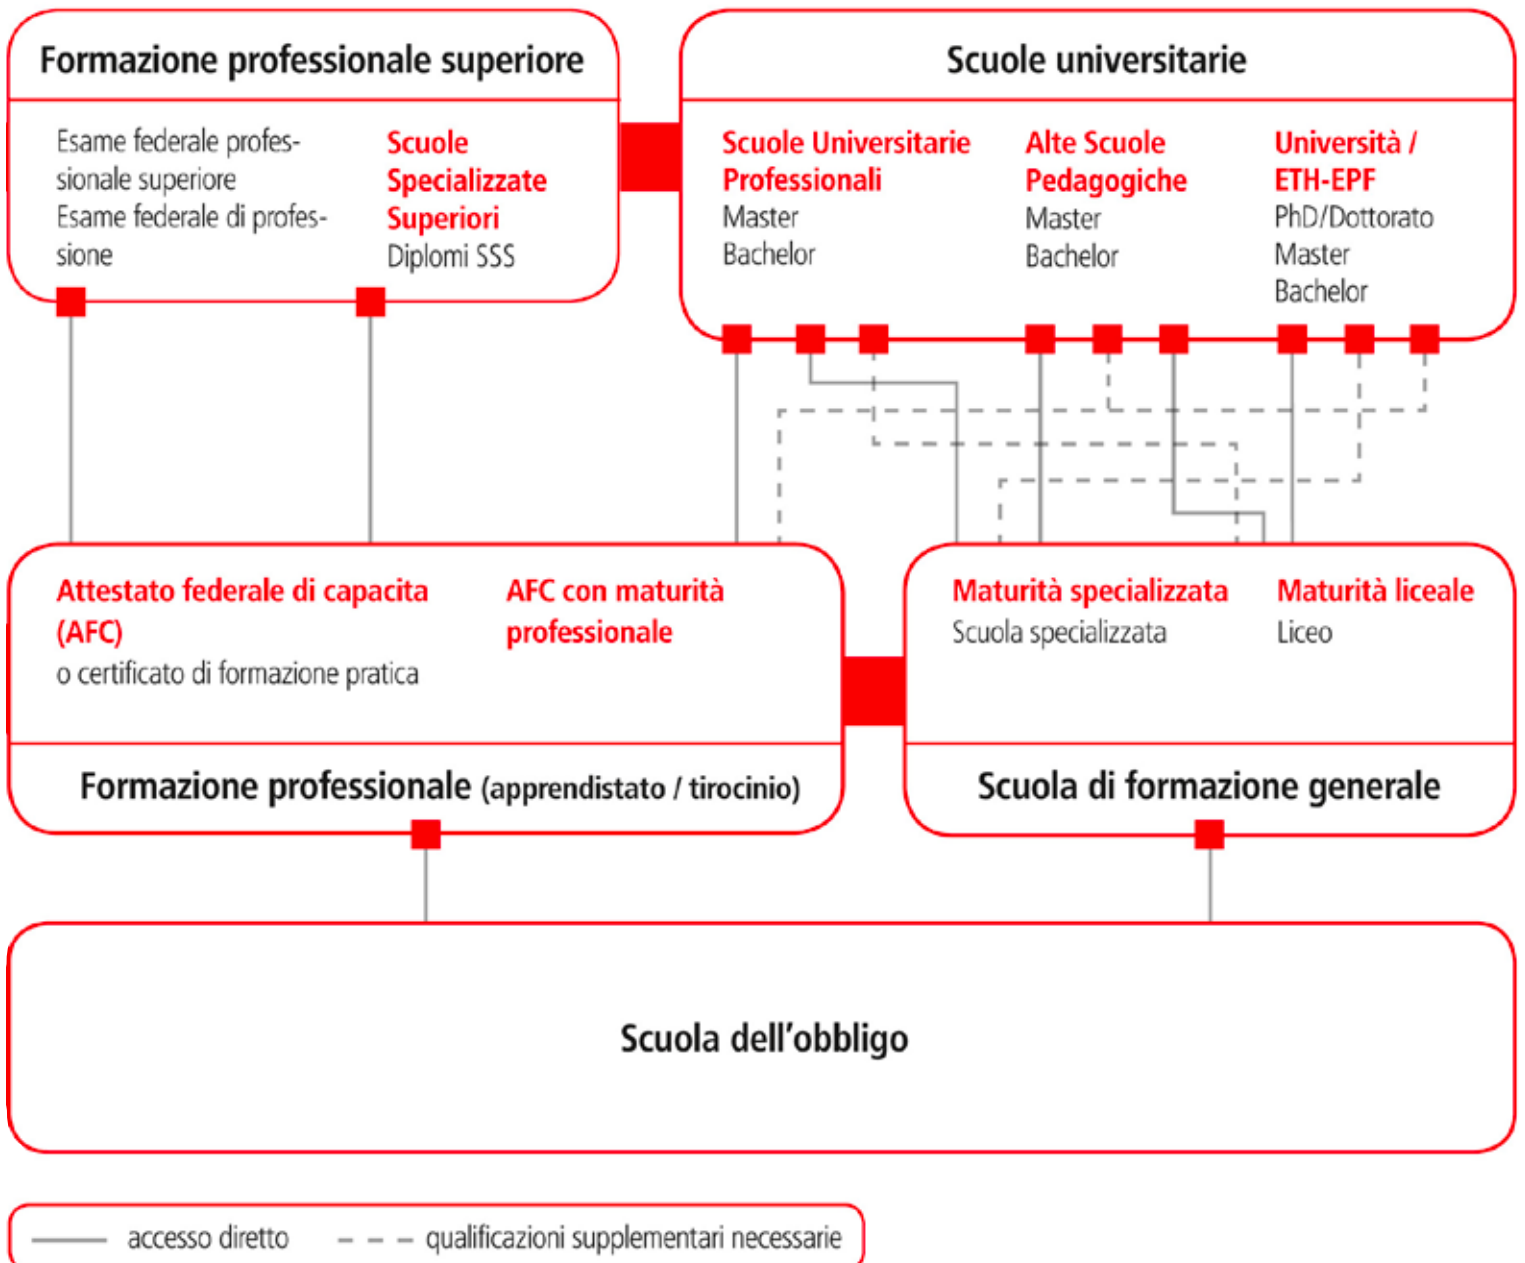 Formazione professionale superiore
Esame federale profes-
sionale superiore
Esame federale di profes-
sione
Scuole
Specializzate
Superiori
Diplomi SSS
Scuole universitarie
Scuole Universitarie
Professionali
Master
Bachelor
Alte Scuole
Pedagogiche
Master
Bachelor
Università /
ETH-EPF
PhD/Dottorato
Master
Bachelor
Attestato federale di capacita
(AFC)
o certificato di formazione pratica
AFC con maturità
professionale
Formazione professionale (apprendistato / tirocinio)
Maturità specializzata
Scuola specializzata
Maturità liceale
Liceo
Scuola di formazione generale
Scuola dell'obbligo
accesso diretto
qualificazioni supplementari necessarie